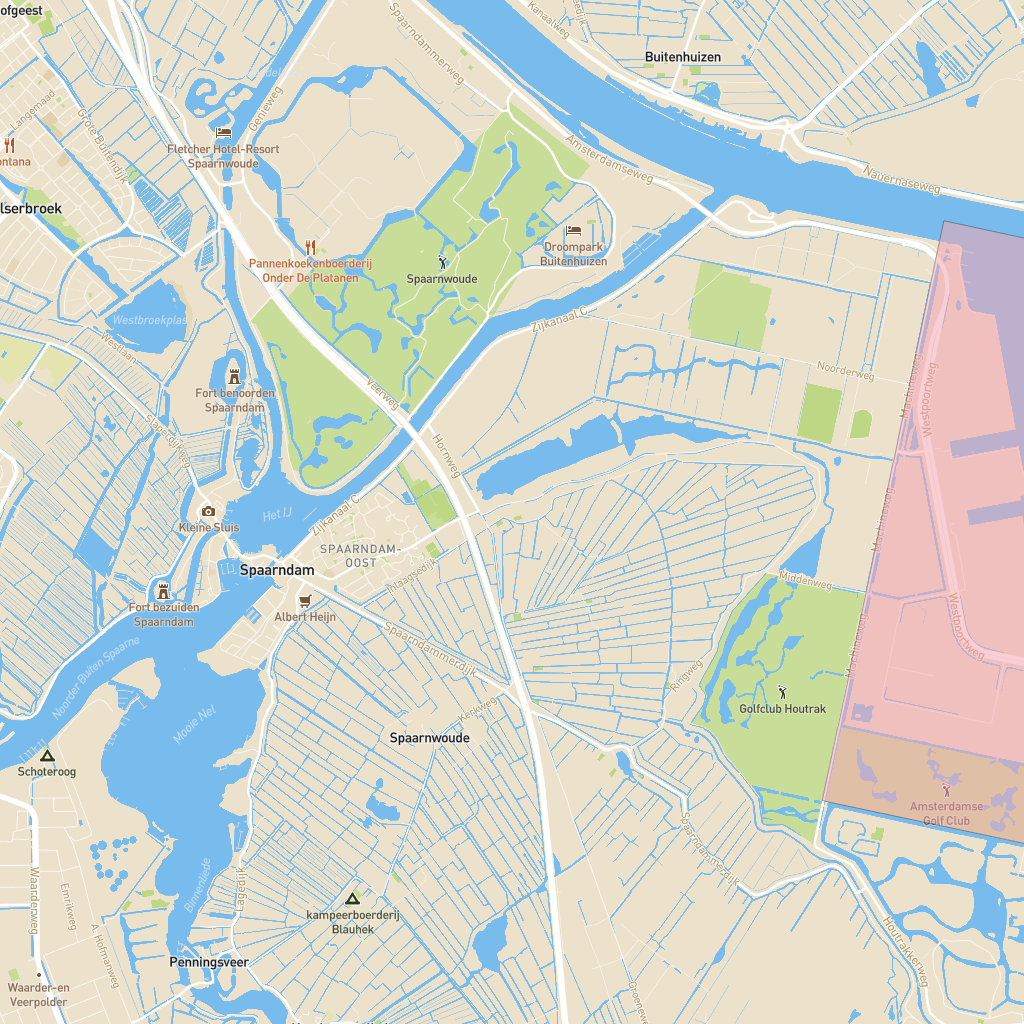 ofgeest
Spaarndammerweg
Kanaalweg
Buitenhuizen
Langemaad
Grote Buitendijk
Genieweg
Fletcher Hotel-Resort
Spaarnwoude
ontana
Amsterdamseweg
Nauernaseweg
lserbroek
Pannenkoekenboerderij
Onder De Platanen
Spaarnwoude
Droompark
Buitenhuizen
Westbroekplas
Westlaan
Zijkanaal C
Noorderweg
Machineweg
Westpoortweg
Fort benoorden
Spaarndam
Veerweg
Slaperdijkweg
Hornweg
Kleine Sluis
Het IJ
Zijkanaal C
SPAARNDAM-
OOST
Machineweg
Spaarndam
Inlaagsedijk
Middenweg
Fort bezuiden
Spaarndam
Albert Heijn
Westpoortweg
Spaarndammerdijk
Machineweg
Noorder Buiten Spaarne
Ringweg
Mooie Nel
Golfclub Houtrak
Kerkweg
Spaarnwoude
Schoteroog
Amsterdamse
Golf Club
Spaarndammerdijk
Binnenliede
Lagedijk
Waarderweg
Emrikweg
A. Hofmanweg
kampeerboerderij
Blauhek
Houtrakkerweg
Penningsveer
Waarder-en
Veerpolder
Groeneweg